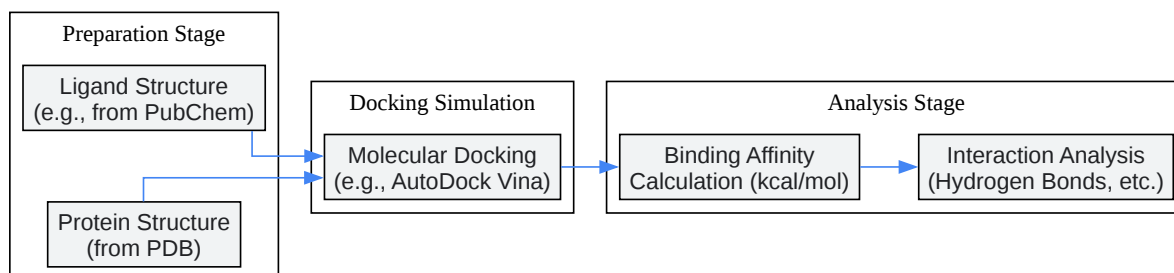 Preparation Stage
Ligand Structure
(e.g., from PubChem)
Protein Structure
(from PDB)
Docking Simulation
Molecular Docking
(e.g., AutoDock Vina)
Analysis Stage
Binding Affinity
Calculation (kcal/mol)
Interaction Analysis
(Hydrogen Bonds, etc.)